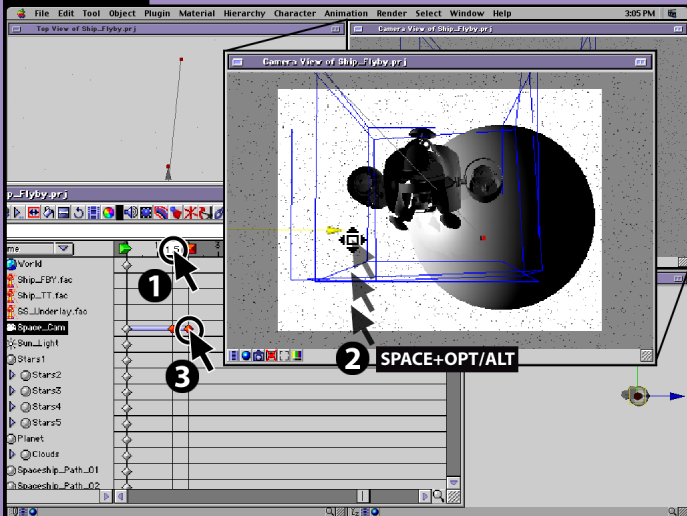 File Edit Tool Object Plugin Material Hierarchy Character Animation Render Select Window Help 3:05 PM
Top View of Ship_Flyby.prj
Camera View of Ship_Flyby.prj
Camera View of Ship_Flyby.prj
p_Flyby.prj
me
1
World
Ship_FBY.fac
Ship_TT.fac
SS_Underlay.fac
Space_Cam
Sun_Light
3
Stars1
2 SPACE+OPT/ALT
Stars2
Stars3
Stars4
Stars5
Planet
Clouds
Spaceship_Path_01
Spaceship_Path_02